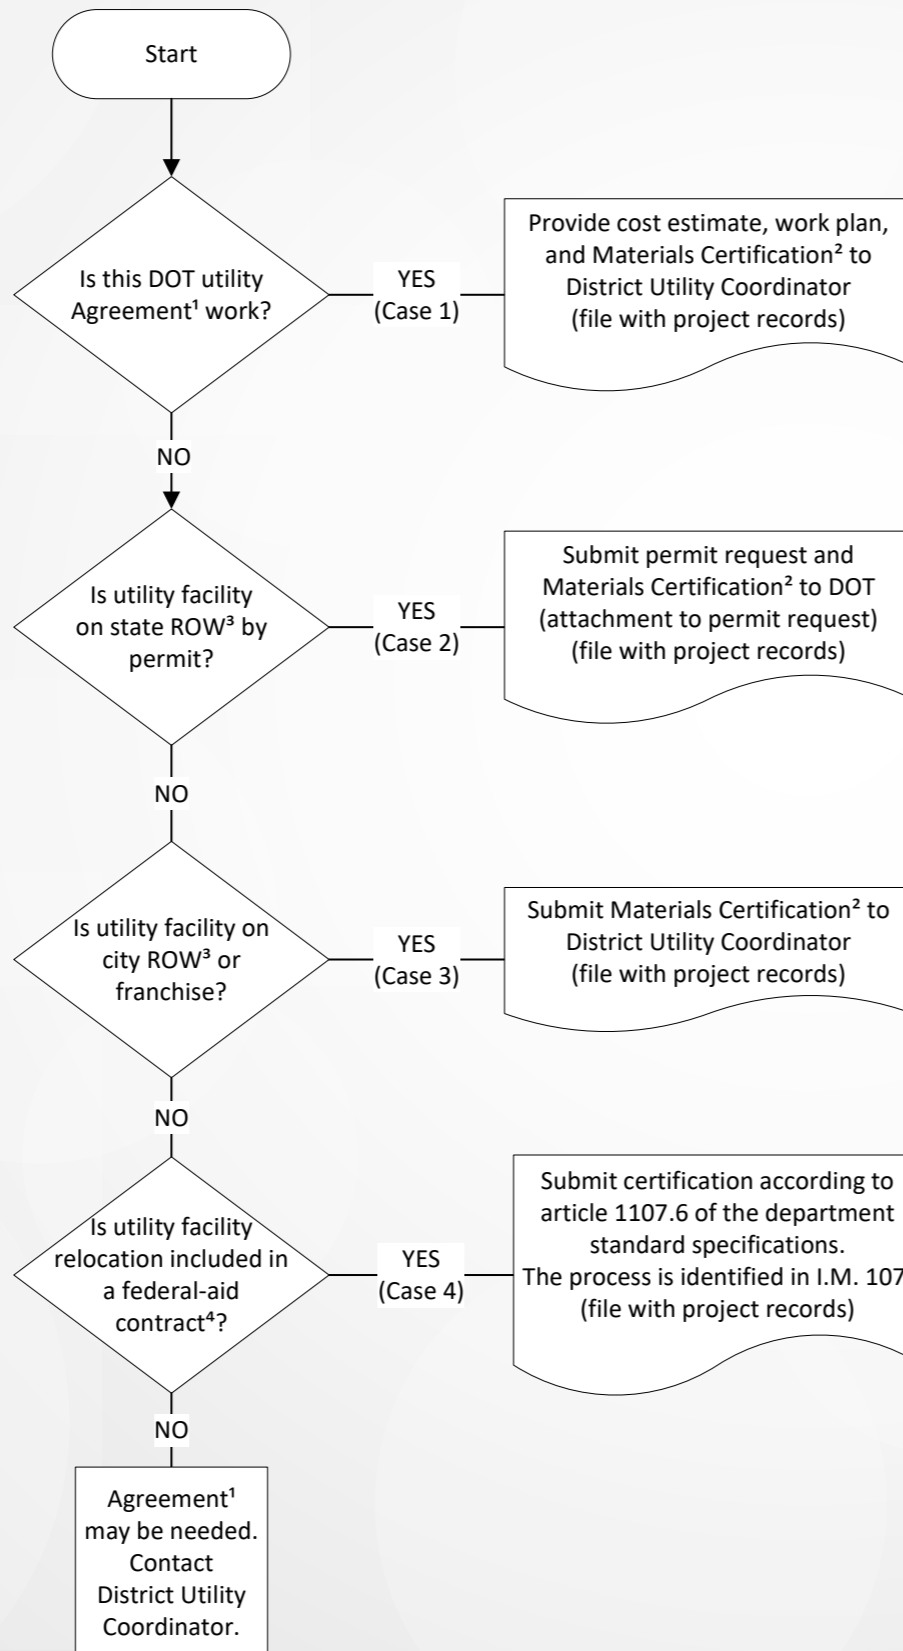 Start
Is this DOT utility
Agreement¹ work?
YES
(Case 1)
Provide cost estimate, work plan,
and Materials Certification² to
District Utility Coordinator
(file with project records)
NO
Is utility facility
on state ROW³ by
permit?
YES
(Case 2)
Submit permit request and
Materials Certification² to DOT
(attachment to permit request)
(file with project records)
NO
Is utility facility on
city ROW³ or
franchise?
YES
(Case 3)
Submit Materials Certification² to
District Utility Coordinator
(file with project records)
NO
Is utility facility
relocation included in
a federal-aid
contract⁴?
YES
(Case 4)
Submit certification according to
article 1107.6 of the department
standard specifications.
The process is identified in I.M. 107
(file with project records)
NO
Agreement¹
may be needed.
Contact
District Utility
Coordinator.